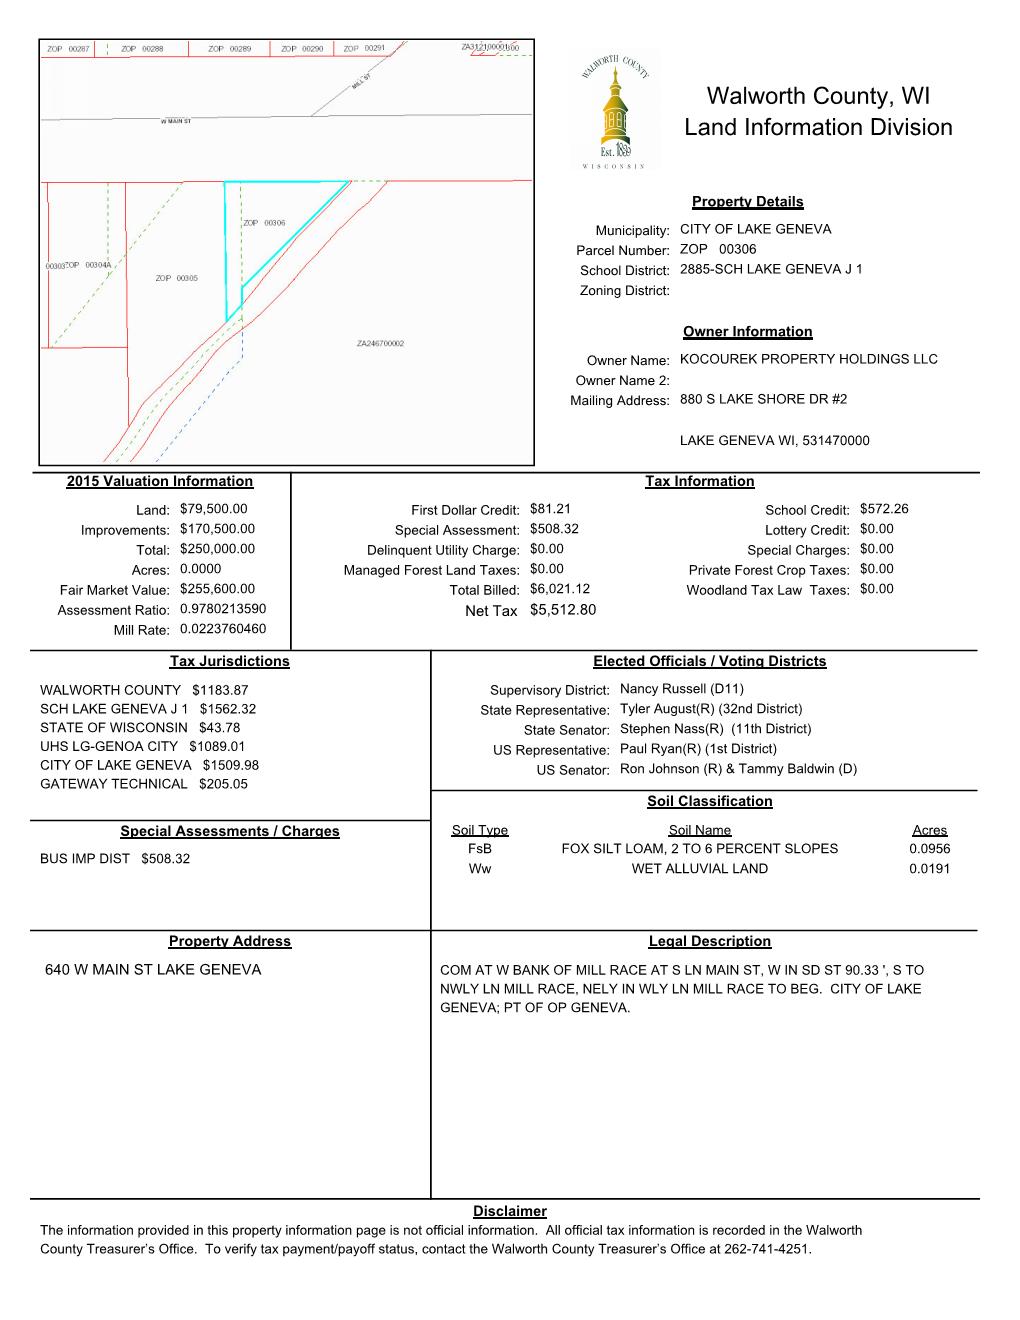 ZOP 00287
ZOP 00288
ZOP 00289
ZOP 00290
ZOP 00291
MILL ST
W MAIN ST
ZOP 00306
ZOP 00304A
ZOP 00305
ZA246700002
WALWORTH COUNTY
Est. 1839
WISCONSIN
Walworth County, WI
Land Information Division
Property Details
Municipality: CITY OF LAKE GENEVA
Parcel Number: ZOP 00306
School District: 2885-SCH LAKE GENEVA J 1
Zoning District:
Owner Information
Owner Name: KOCOUREK PROPERTY HOLDINGS LLC
Owner Name 2:
Mailing Address: 880 S LAKE SHORE DR #2
LAKE GENEVA WI, 531470000
2015 Valuation Information
Land: $79,500.00
Improvements: $170,500.00
Total: $250,000.00
Acres: 0.0000
Fair Market Value: $255,600.00
Assessment Ratio: 0.9780213590
Mill Rate: 0.0223760460
Tax Information
First Dollar Credit: $81.21
Special Assessment: $508.32
Delinquent Utility Charge: $0.00
Managed Forest Land Taxes: $0.00
Total Billed: $6,021.12
Net Tax $5,512.80
School Credit: $572.26
Lottery Credit: $0.00
Special Charges: $0.00
Private Forest Crop Taxes: $0.00
Woodland Tax Law Taxes: $0.00
Tax Jurisdictions
WALWORTH COUNTY $1183.87
SCH LAKE GENEVA J 1 $1562.32
STATE OF WISCONSIN $43.78
UHS LG-GENOA CITY $1089.01
CITY OF LAKE GENEVA $1509.98
GATEWAY TECHNICAL $205.05
Elected Officials / Voting Districts
Supervisory District: Nancy Russell (D11)
State Representative: Tyler August(R) (32nd District)
State Senator: Stephen Nass(R) (11th District)
US Representative: Paul Ryan(R) (1st District)
US Senator: Ron Johnson (R) & Tammy Baldwin (D)
Special Assessments / Charges
BUS IMP DIST $508.32
Soil Classification
Soil Type Soil Name Acres
FsB FOX SILT LOAM, 2 TO 6 PERCENT SLOPES 0.0956
Ww WET ALLUVIAL LAND 0.0191
Property Address
640 W MAIN ST LAKE GENEVA
Legal Description
COM AT W BANK OF MILL RACE AT S LN MAIN ST, W IN SD ST 90.33 ', S TO
NWLY LN MILL RACE, NELY IN WLY LN MILL RACE TO BEG. CITY OF LAKE
GENEVA; PT OF OP GENEVA.
Disclaimer
The information provided in this property information page is not official information. All official tax information is recorded in the Walworth
County Treasurer's Office. To verify tax payment/payoff status, contact the Walworth County Treasurer's Office at 262-741-4251.